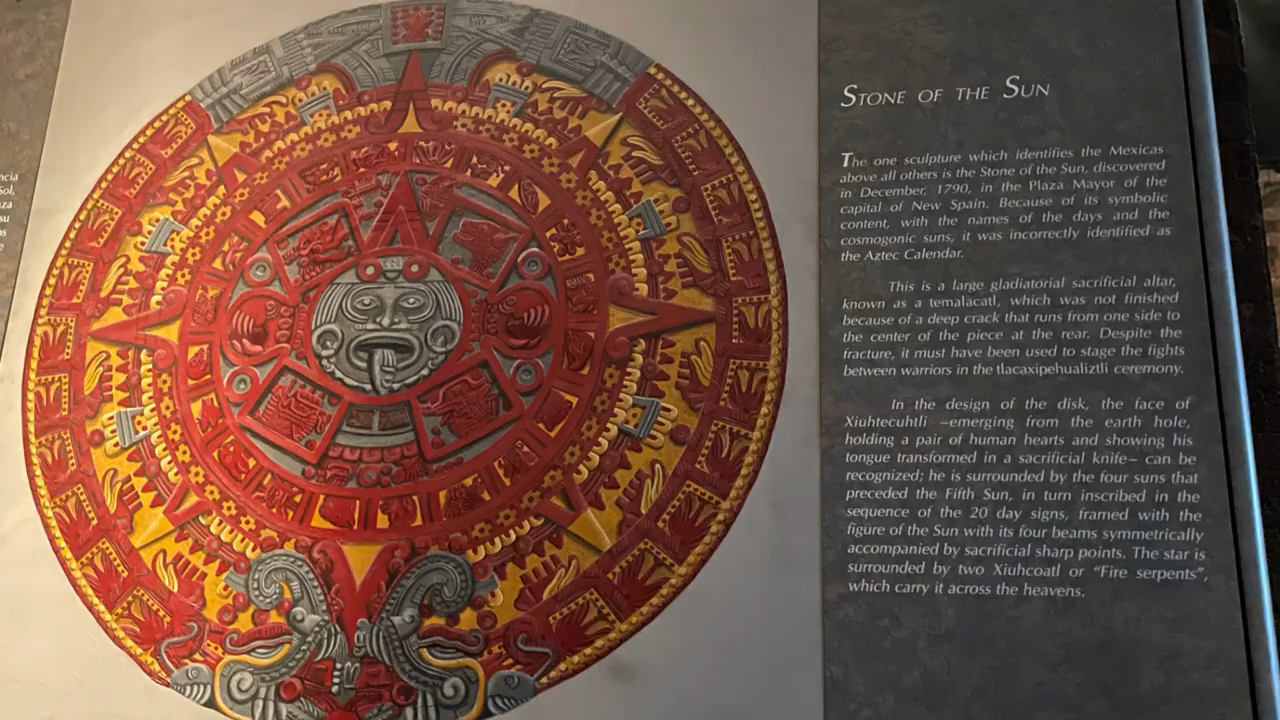 ncia
Sol,
aza
su
os
e
STONE OF THE SUN
The one sculpture which identifies the Mexicas
above all others is the Stone of the Sun, discovered
in December, 1790, in the Plaza Mayor of the
capital of New Spain. Because of its symbolic
content, with the names of the days and the
cosmogonic suns, it was incorrectly identified as
the Aztec Calendar.
This is a large gladiatorial sacrificial altar,
known as a temalacatl, which was not finished
because of a deep crack that runs from one side to
the center of the piece at the rear. Despite the
fracture, it must have been used to stage the fights
between warriors in the tlacaxipehualiztli ceremony.
In the design of the disk, the face of
Xiuhtecuhtli –emerging from the earth hole,
holding a pair of human hearts and showing his
tongue transformed in a sacrificial knife– can be
recognized; he is surrounded by the four suns that
preceded the Fifth Sun, in turn inscribed in the
sequence of the 20 day signs, framed with the
figure of the Sun with its four beams symmetrically
accompanied by sacrificial sharp points. The star is
surrounded by two Xiuhcoatl or “Fire serpents”,
which carry it across the heavens.